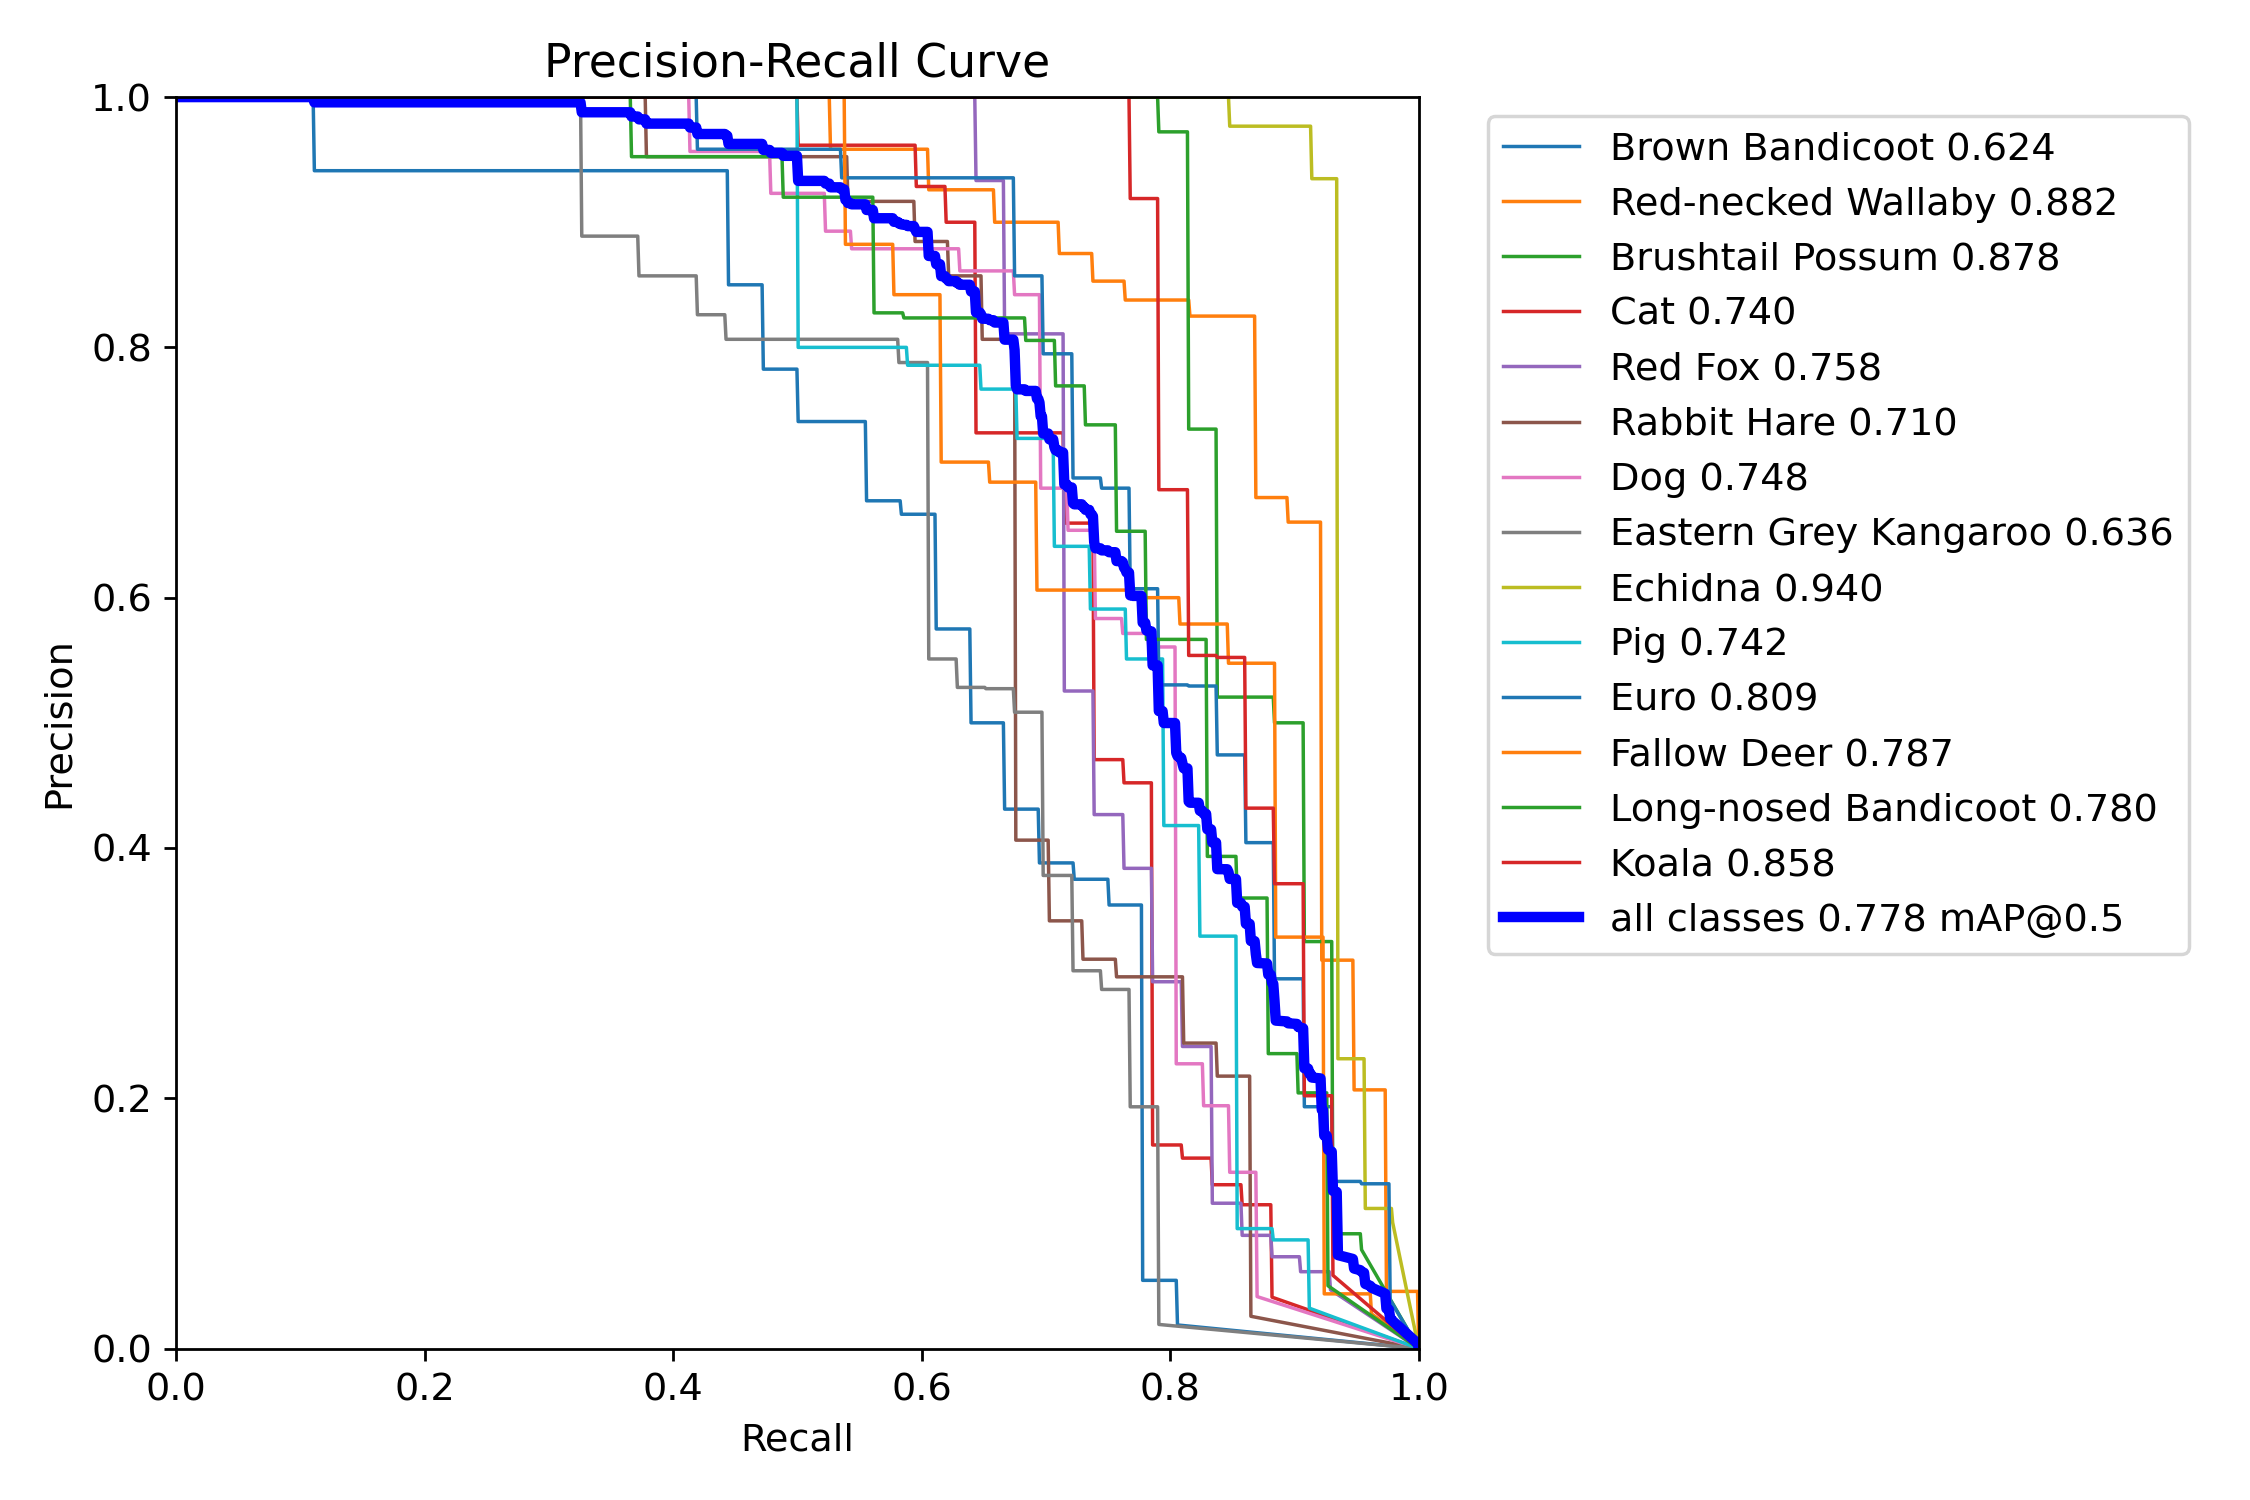 Precision-Recall Curve
1.0
0.8
0.6
0.4
0.2
0.0
Precision
0.0 0.2 0.4 0.6 0.8 1.0
Recall
Brown Bandicoot 0.624
Red-necked Wallaby 0.882
Brushtail Possum 0.878
Cat 0.740
Red Fox 0.758
Rabbit Hare 0.710
Dog 0.748
Eastern Grey Kangaroo 0.636
Echidna 0.940
Pig 0.742
Euro 0.809
Fallow Deer 0.787
Long-nosed Bandicoot 0.780
Koala 0.858
all classes 0.778 mAP@0.5